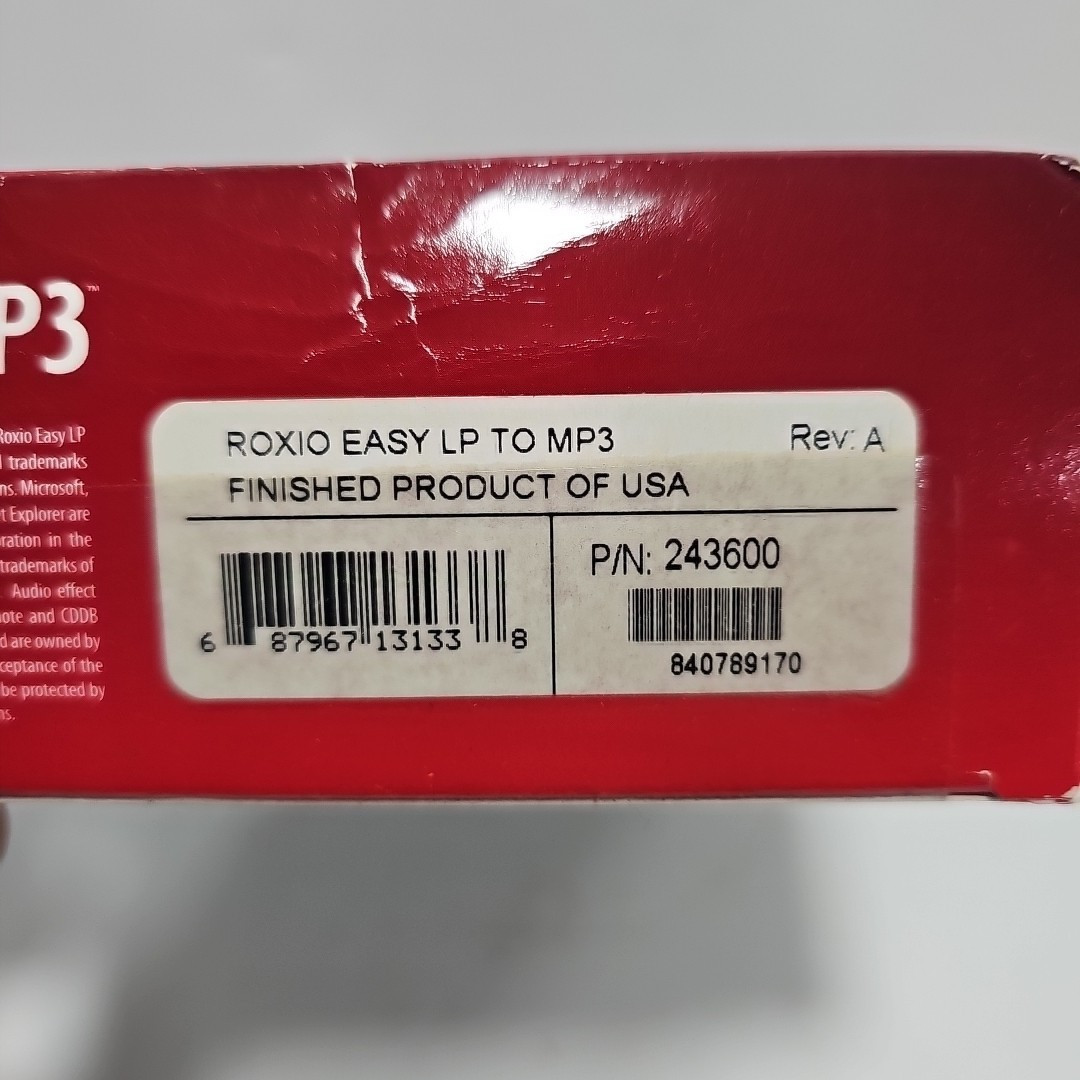 P3™
Roxio Easy LP
trademarks
ns. Microsoft,
t Explorer are
ration in the
trademarks of
Audio effect
ote and CDDB
d are owned by
ceptance of the
be protected by
ns.
ROXIO EASY LP TO MP3 Rev: A
FINISHED PRODUCT OF USA
P/N: 243600
6 87967 13133 8
840789170